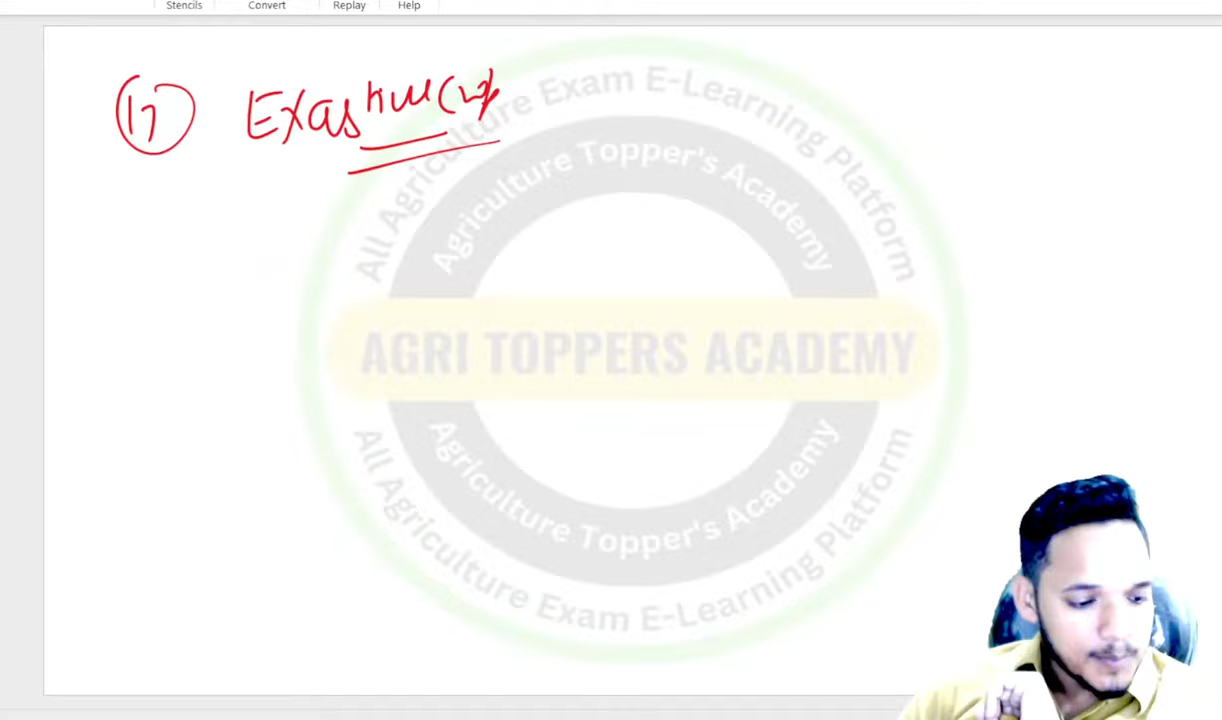 Stencils Convert Replay Help
17
All Agriculture Exam E-Learning Platform
Agriculture Topper's Academy
AGRI TOPPERS ACADEMY
Agriculture Topper's Academy
All Agriculture Exam E-Learning Platform